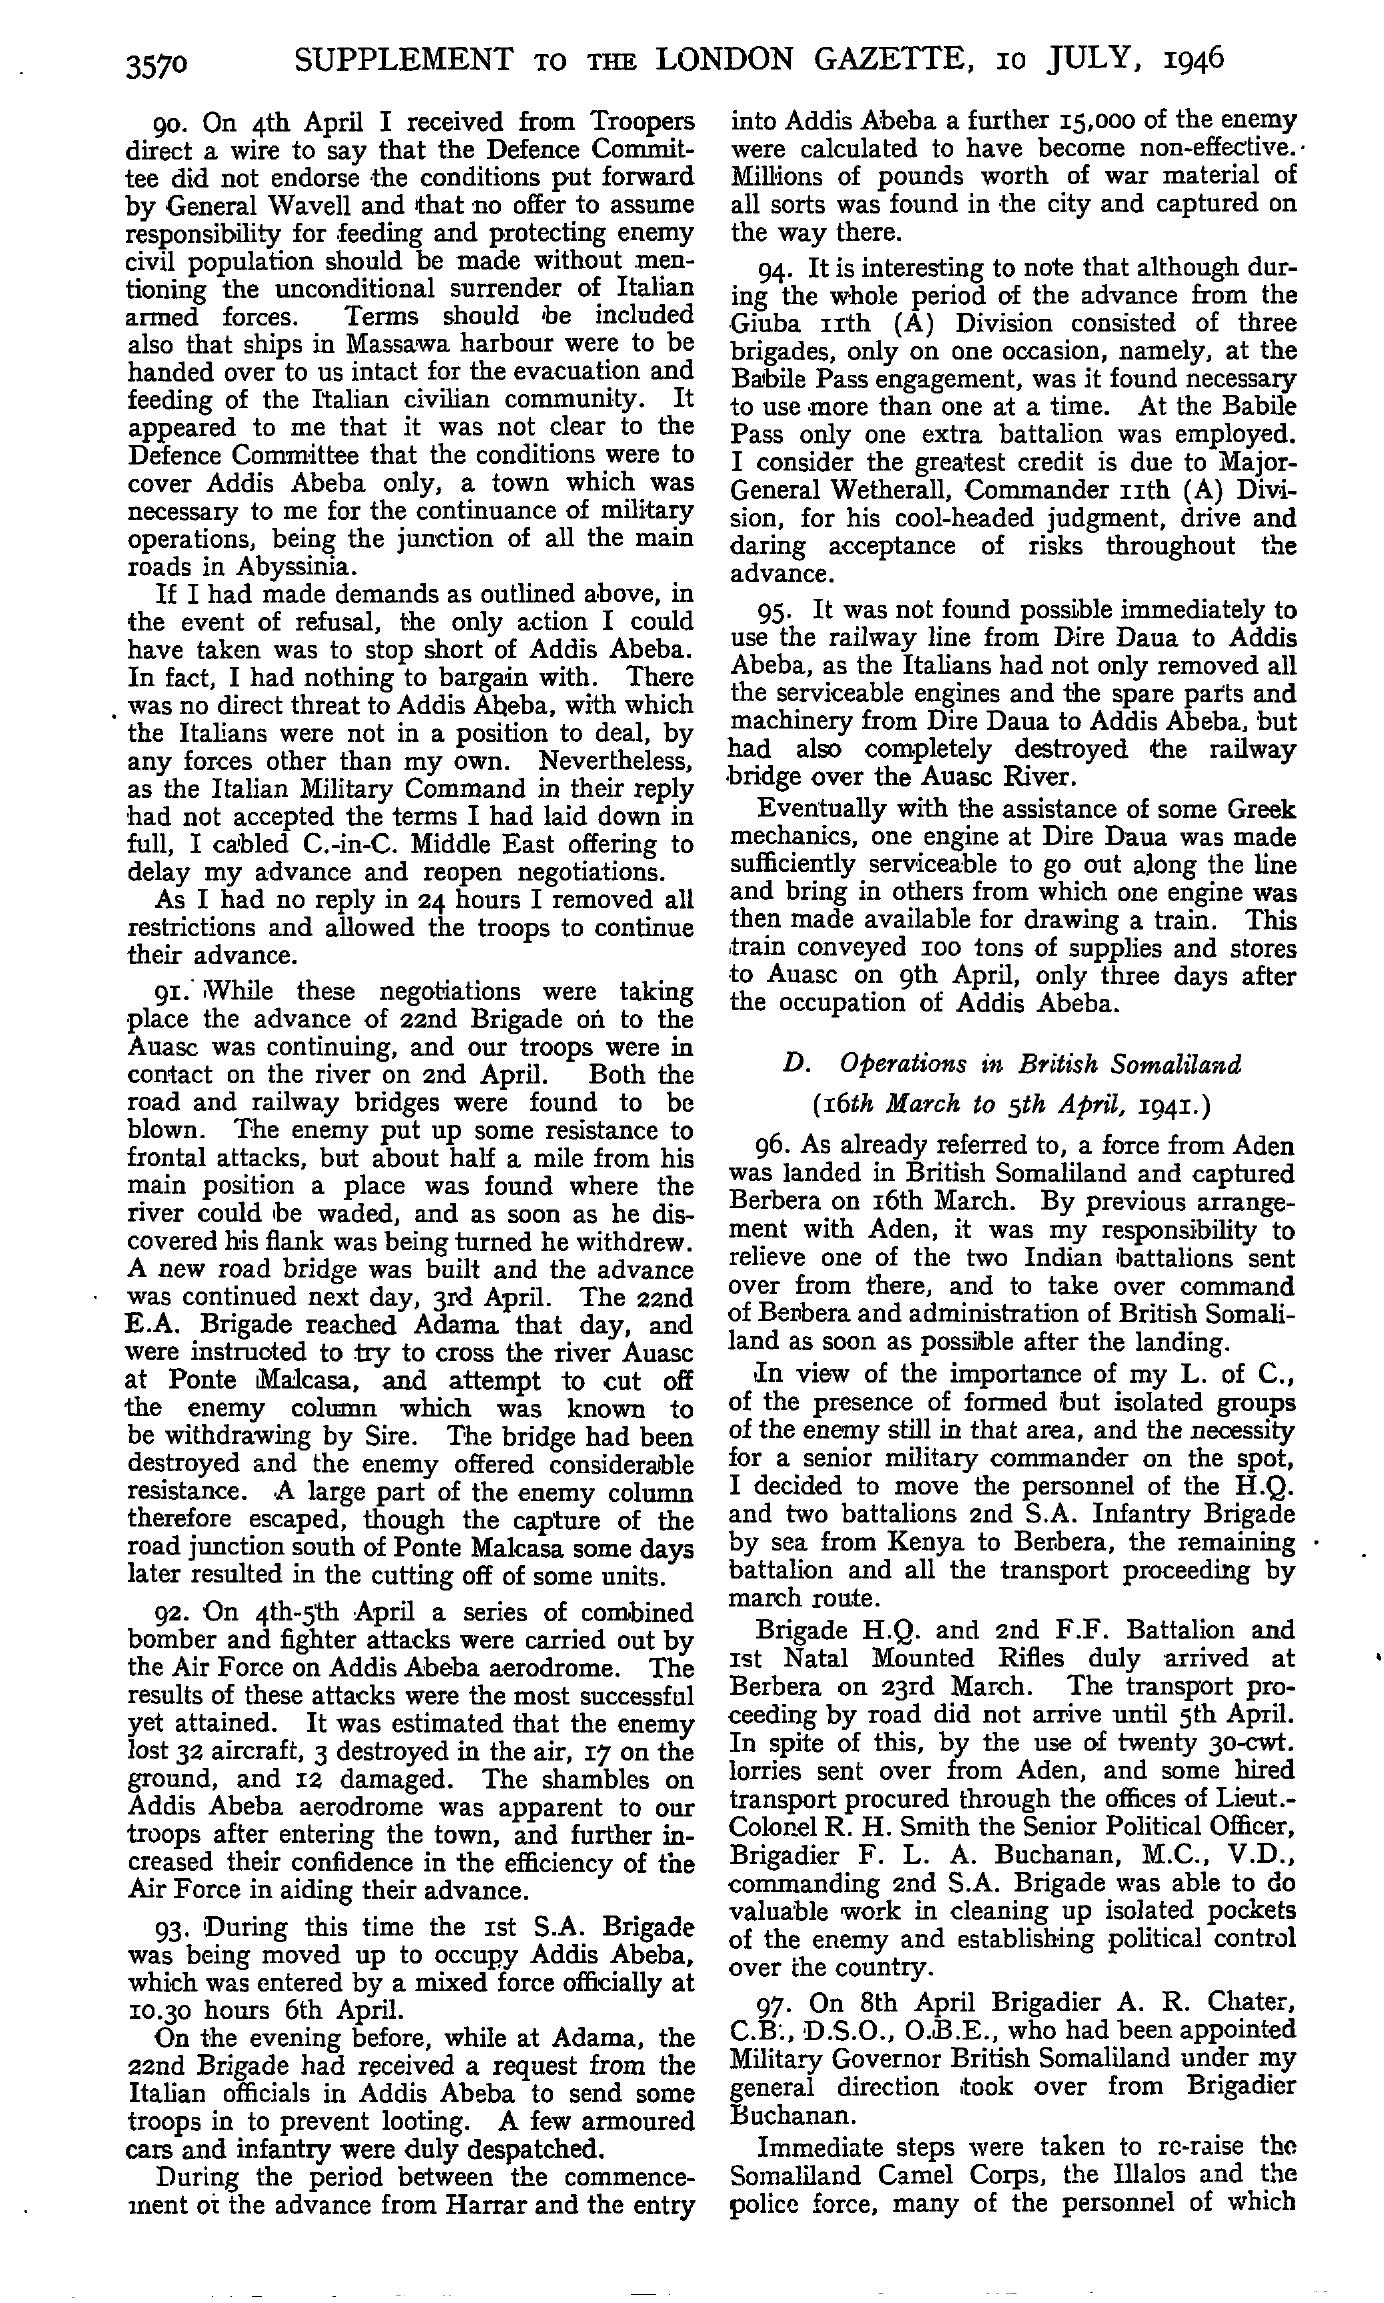 3570 SUPPLEMENT TO THE LONDON GAZETTE, 10 JULY, 1946
90. On 4th April I received from Troopers
direct a wire to say that the Defence Commit-
tee did not endorse the conditions put forward
by General Wavell and that no offer to assume
responsibility for feeding and protecting enemy
civil population should be made without men-
tioning the unconditional surrender of Italian
armed forces. Terms should be included
also that ships in Massawa harbour were to be
handed over to us intact for the evacuation and
feeding of the Italian civilian community. It
appeared to me that it was not clear to the
Defence Committee that the conditions were to
cover Addis Abeba only, a town which was
necessary to me for the continuance of military
operations, being the junction of all the main
roads in Abyssinia.
If I had made demands as outlined above, in
the event of refusal, the only action I could
have taken was to stop short of Addis Abeba.
In fact, I had nothing to bargain with. There
was no direct threat to Addis Abeba, with which
the Italians were not in a position to deal, by
any forces other than my own. Nevertheless,
as the Italian Military Command in their reply
had not accepted the terms I had laid down in
full, I cabled C.-in-C. Middle East offering to
delay my advance and reopen negotiations.
As I had no reply in 24 hours I removed all
restrictions and allowed the troops to continue
their advance.
91. While these negotiations were taking
place the advance of 22nd Brigade on to the
Auasc was continuing, and our troops were in
contact on the river on 2nd April. Both the
road and railway bridges were found to be
blown. The enemy put up some resistance to
frontal attacks, but about half a mile from his
main position a place was found where the
river could be waded, and as soon as he dis-
covered his flank was being turned he withdrew.
A new road bridge was built and the advance
was continued next day, 3rd April. The 22nd
E.A. Brigade reached Adama that day, and
were instructed to try to cross the river Auasc
at Ponte Malcasa, and attempt to cut off
the enemy column which was known to
be withdrawing by Sire. The bridge had been
destroyed and the enemy offered considerable
resistance. A large part of the enemy column
therefore escaped, though the capture of the
road junction south of Ponte Malcasa some days
later resulted in the cutting off of some units.
92. On 4th-5th April a series of combined
bomber and fighter attacks were carried out by
the Air Force on Addis Abeba aerodrome. The
results of these attacks were the most successful
yet attained. It was estimated that the enemy
lost 32 aircraft, 3 destroyed in the air, 17 on the
ground, and 12 damaged. The shambles on
Addis Abeba aerodrome was apparent to our
troops after entering the town, and further in-
creased their confidence in the efficiency of the
Air Force in aiding their advance.
93. During this time the 1st S.A. Brigade
was being moved up to occupy Addis Abeba,
which was entered by a mixed force officially at
10.30 hours 6th April.
On the evening before, while at Adama, the
22nd Brigade had received a request from the
Italian officials in Addis Abeba to send some
troops in to prevent looting. A few armoured
cars and infantry were duly despatched.
During the period between the commence-
ment of the advance from Harrar and the entry
into Addis Abeba a further 15,000 of the enemy
were calculated to have become non-effective.
Millions of pounds worth of war material of
all sorts was found in the city and captured on
the way there.
94. It is interesting to note that although dur-
ing the whole period of the advance from the
Giuba 11th (A) Division consisted of three
brigades, only on one occasion, namely, at the
Babile Pass engagement, was it found necessary
to use more than one at a time. At the Babile
Pass only one extra battalion was employed.
I consider the greatest credit is due to Major-
General Wetherall, Commander 11th (A) Divi-
sion, for his cool-headed judgment, drive and
daring acceptance of risks throughout the
advance.
95. It was not found possible immediately to
use the railway line from Dire Daua to Addis
Abeba, as the Italians had not only removed all
the serviceable engines and the spare parts and
machinery from Dire Daua to Addis Abeba, but
had also completely destroyed the railway
bridge over the Auasc River.
Eventually with the assistance of some Greek
mechanics, one engine at Dire Daua was made
sufficiently serviceable to go out along the line
and bring in others from which one engine was
then made available for drawing a train. This
train conveyed 100 tons of supplies and stores
to Auasc on 9th April, only three days after
the occupation of Addis Abeba.
D. Operations in British Somaliland
(16th March to 5th April, 1941.)
96. As already referred to, a force from Aden
was landed in British Somaliland and captured
Berbera on 16th March. By previous arrange-
ment with Aden, it was my responsibility to
relieve one of the two Indian battalions sent
over from there, and to take over command
of Berbera and administration of British Somali-
land as soon as possible after the landing.
In view of the importance of my L. of C.,
of the presence of formed but isolated groups
of the enemy still in that area, and the necessity
for a senior military commander on the spot,
I decided to move the personnel of the H.Q.
and two battalions 2nd S.A. Infantry Brigade
by sea from Kenya to Berbera, the remaining
battalion and all the transport proceeding by
march route.
Brigade H.Q. and 2nd F.F. Battalion and
1st Natal Mounted Rifles duly arrived at
Berbera on 23rd March. The transport pro-
ceeding by road did not arrive until 5th April.
In spite of this, by the use of twenty 30-cwt.
lorries sent over from Aden, and some hired
transport procured through the offices of Lieut.-
Colonel R. H. Smith the Senior Political Officer,
Brigadier F. L. A. Buchanan, M.C., V.D.,
commanding 2nd S.A. Brigade was able to do
valuable work in cleaning up isolated pockets
of the enemy and establishing political control
over the country.
97. On 8th April Brigadier A. R. Chater,
C.B., D.S.O., O.B.E., who had been appointed
Military Governor British Somaliland under my
general direction took over from Brigadier
Buchanan.
Immediate steps were taken to re-raise the
Somaliland Camel Corps, the Illalos and the
police force, many of the personnel of which